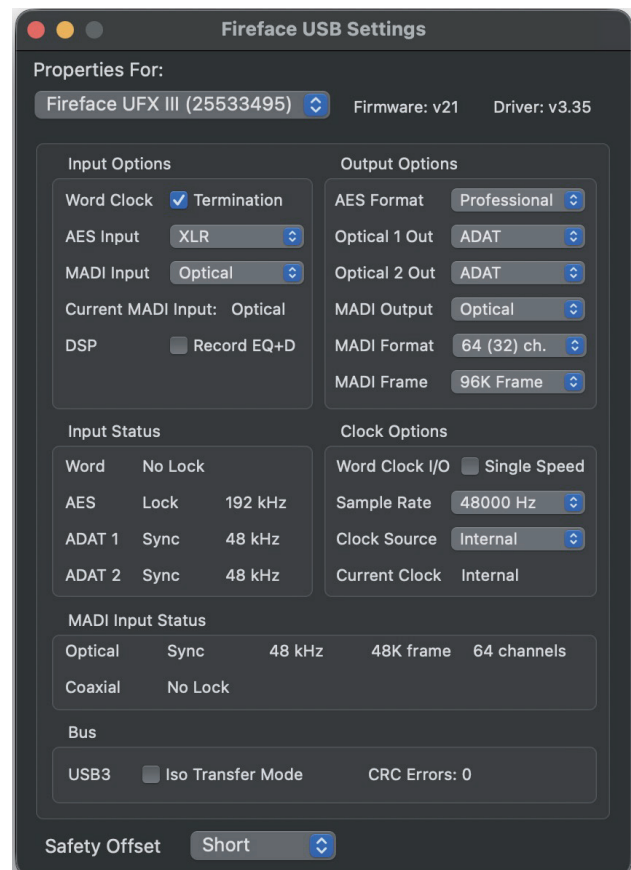 Fireface USB Settings
Properties For:
Fireface UFX III (25533495) Firmware: v21 Driver: v3.35
Input Options
Word Clock Termination
AES Input XLR
MADI Input Optical
Current MADI Input: Optical
DSP Record EQ+D
Output Options
AES Format Professional
Optical 1 Out ADAT
Optical 2 Out ADAT
MADI Output Optical
MADI Format 64 (32) ch.
MADI Frame 96K Frame
Input Status
Word No Lock
AES Lock 192 kHz
ADAT 1 Sync 48 kHz
ADAT 2 Sync 48 kHz
Clock Options
Word Clock I/O Single Speed
Sample Rate 48000 Hz
Clock Source Internal
Current Clock Internal
MADI Input Status
Optical Sync 48 kHz 48K frame 64 channels
Coaxial No Lock
Bus
USB3 Iso Transfer Mode CRC Errors: 0
Safety Offset Short